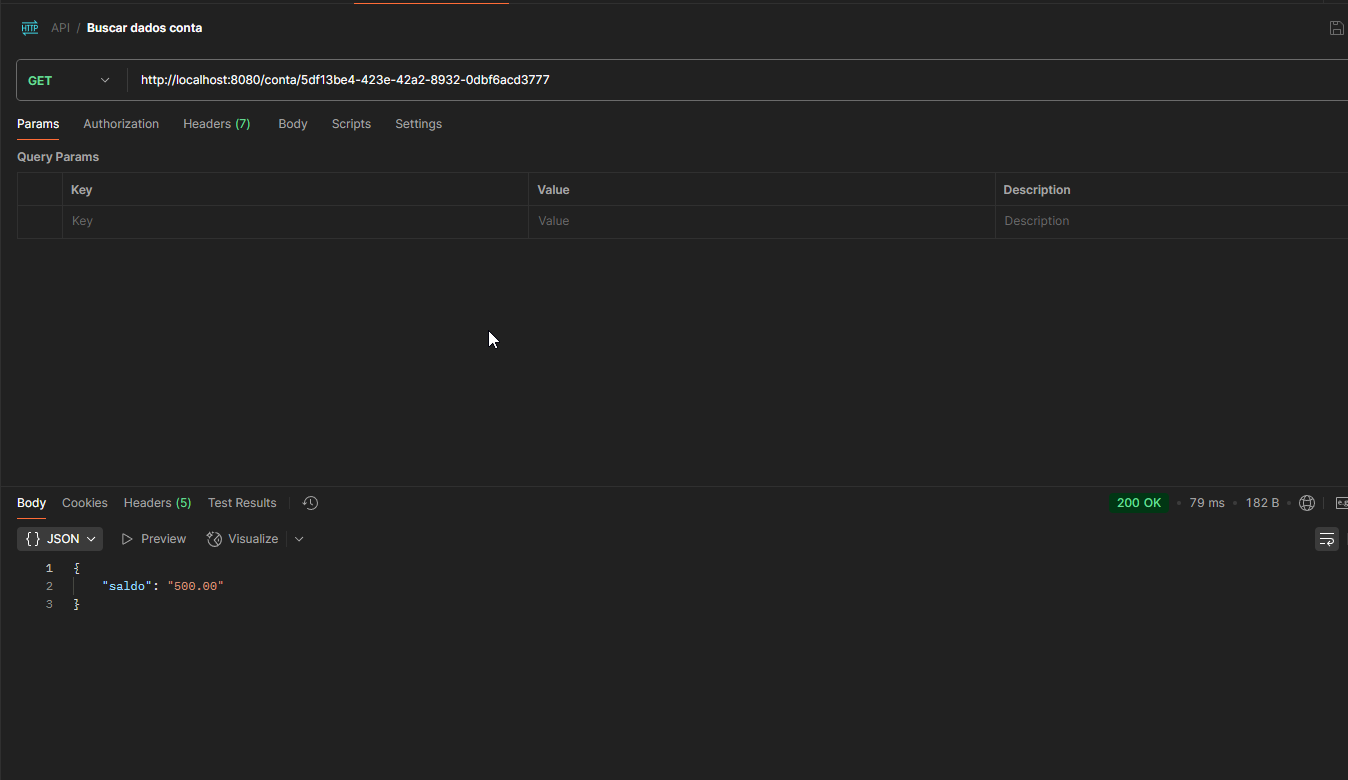 HTTP API / Buscar dados conta
GET http://localhost:8080/conta/5df13be4-423e-42a2-8932-0dbf6acd3777
Params Authorization Headers (7) Body Scripts Settings
Query Params
Key Value Description
Key Value Description
Body Cookies Headers (5) Test Results 200 OK • 79 ms • 182 B • e.g
{} JSON Preview Visualize
1 {
2 "saldo": "500.00"
3 }